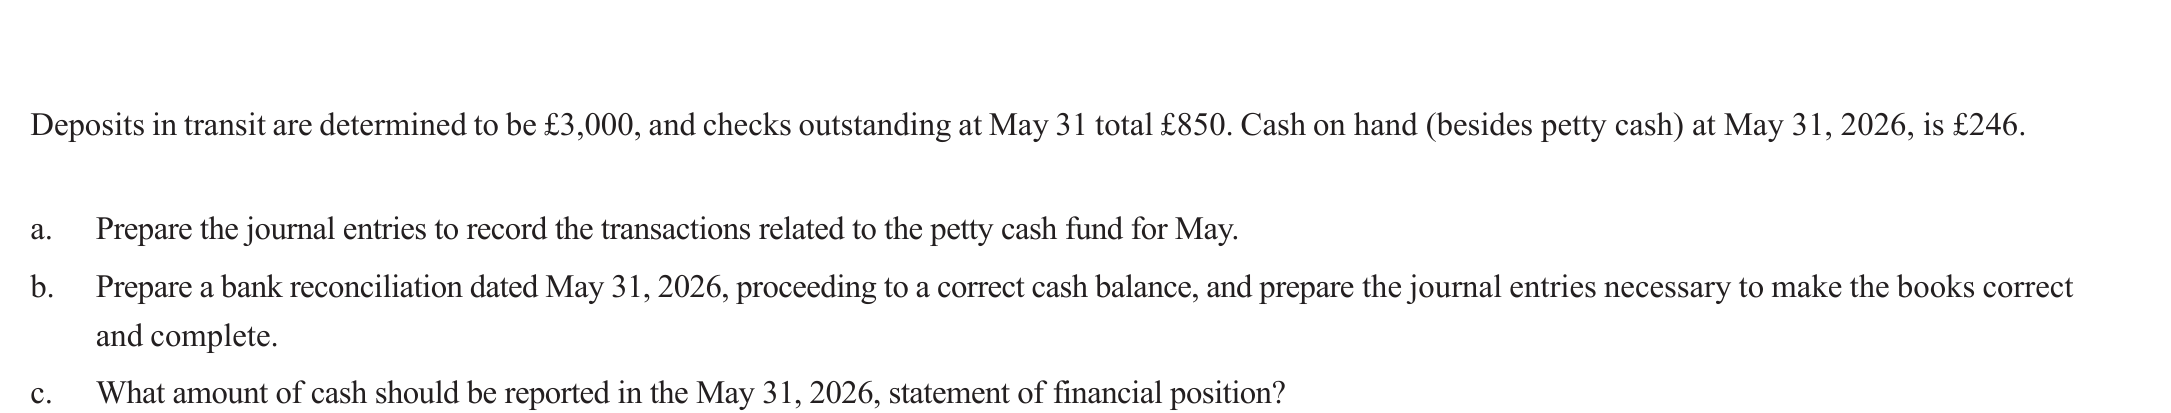 Deposits in transit are determined to be £3,000, and checks outstanding at May 31 total £850. Cash on hand (besides petty cash) at May 31, 2026, is £246.
a. Prepare the journal entries to record the transactions related to the petty cash fund for May.
b. Prepare a bank reconciliation dated May 31, 2026, proceeding to a correct cash balance, and prepare the journal entries necessary to make the books correct
and complete.
c. What amount of cash should be reported in the May 31, 2026, statement of financial position?